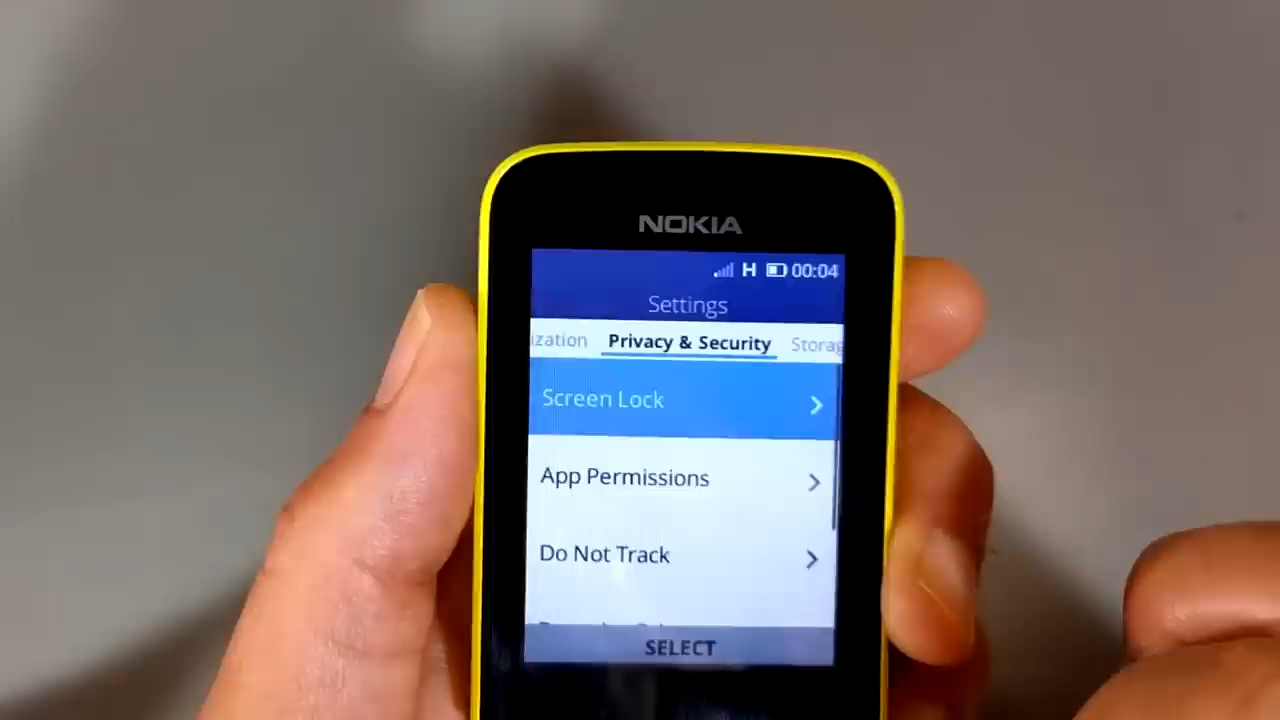 NOKIA
H 00:04
Settings
ization Privacy & Security Storag
Screen Lock
App Permissions
Do Not Track
SELECT